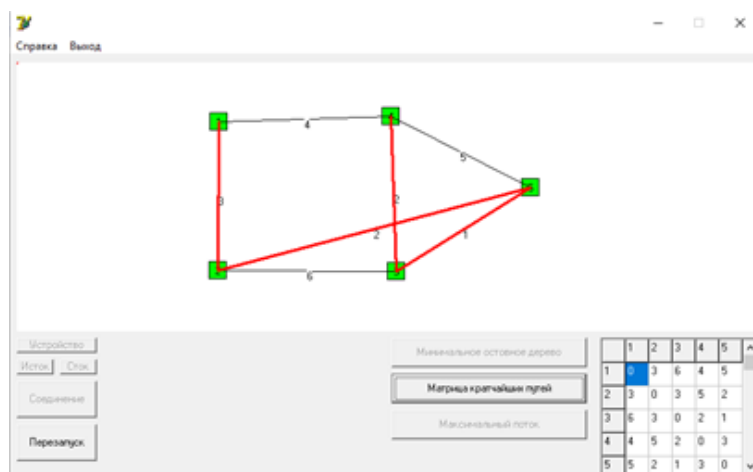 Справка Выход
4
5
3
2
2
1
6
Устройство
Исток Сток
Соединение
Перезапуск
Минимальное остовное дерево
Матрица кратчайших путей
Максимальный поток
1 2 3 4 5
1 0 3 6 4 5
2 3 0 3 5 2
3 6 3 0 2 1
4 4 5 2 0 3
5 5 2 1 3 0